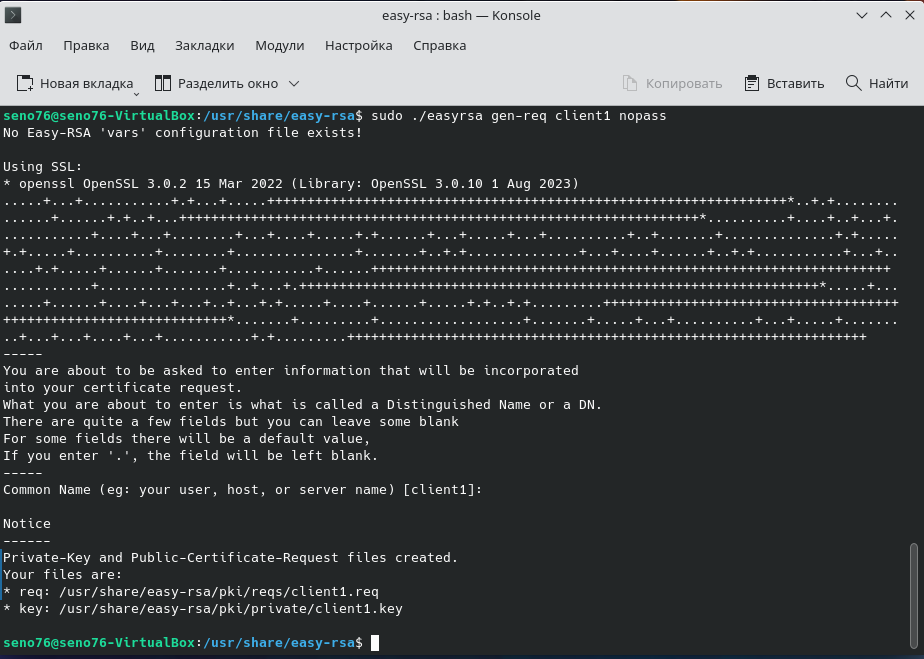 easy-rsa : bash — Konsole
Файл Правка Вид Закладки Модули Настройка Справка
Новая вкладка Разделить окно Копировать Вставить Найти
seno76@seno76-VirtualBox:/usr/share/easy-rsa$ sudo ./easyrsa gen-req client1 nopass
No Easy-RSA 'vars' configuration file exists!
Using SSL:
* openssl OpenSSL 3.0.2 15 Mar 2022 (Library: OpenSSL 3.0.10 1 Aug 2023)
-----
You are about to be asked to enter information that will be incorporated
into your certificate request.
What you are about to enter is what is called a Distinguished Name or a DN.
There are quite a few fields but you can leave some blank
For some fields there will be a default value,
If you enter '.', the field will be left blank.
-----
Common Name (eg: your user, host, or server name) [client1]:
Notice
------
Private-Key and Public-Certificate-Request files created.
Your files are:
* req: /usr/share/easy-rsa/pki/reqs/client1.req
* key: /usr/share/easy-rsa/pki/private/client1.key
seno76@seno76-VirtualBox:/usr/share/easy-rsa$